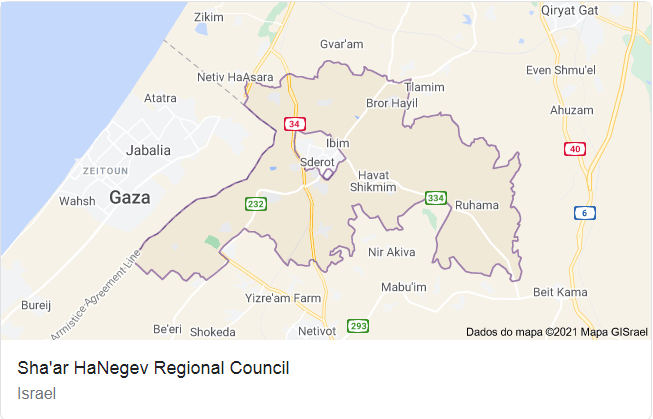 Zikim
Qiryat Gat
Gvar'am
Netiv HaAsara
Even Shmu'el
Tlamim
Atatra
Bror Hayil
Ahuzam
34
Ibim
Jabalia
40
Sderot
ZEITOUN
Havat
Shikmim
Gaza
334
Wahsh
232
Ruhama
6
Nir Akiva
Armistice Agreement Line
Mabu'im
Beit Kama
Bureij
Yizre'am Farm
Be'eri
Shokeda
Netivot
293
Dados do mapa ©2021 Mapa GISrael
Sha'ar HaNegev Regional Council
Israel